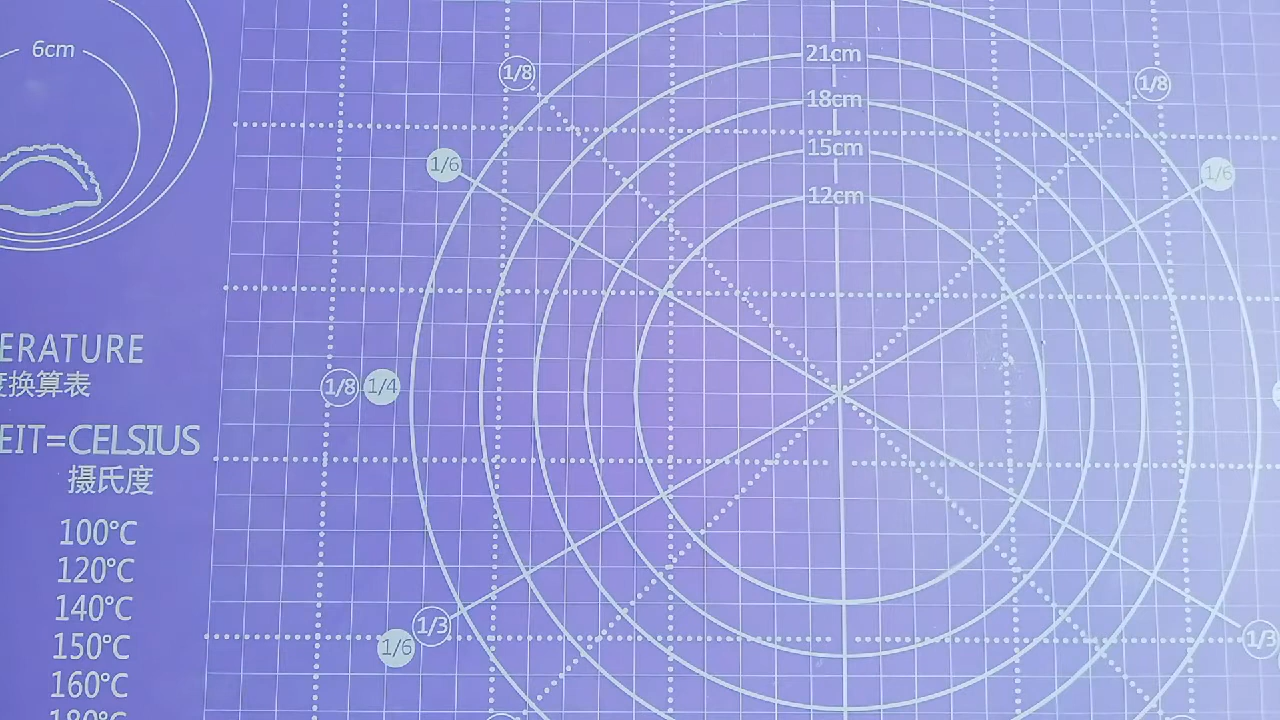 6cm
21cm
18cm
15cm
12cm
1/8
1/8
1/6
1/6
1/8
1/4
ERATURE
度换算表
EIT=CELSIUS
摄氏度
100°C
120°C
140°C
150°C
160°C
180°C
1/3
1/6
1/3